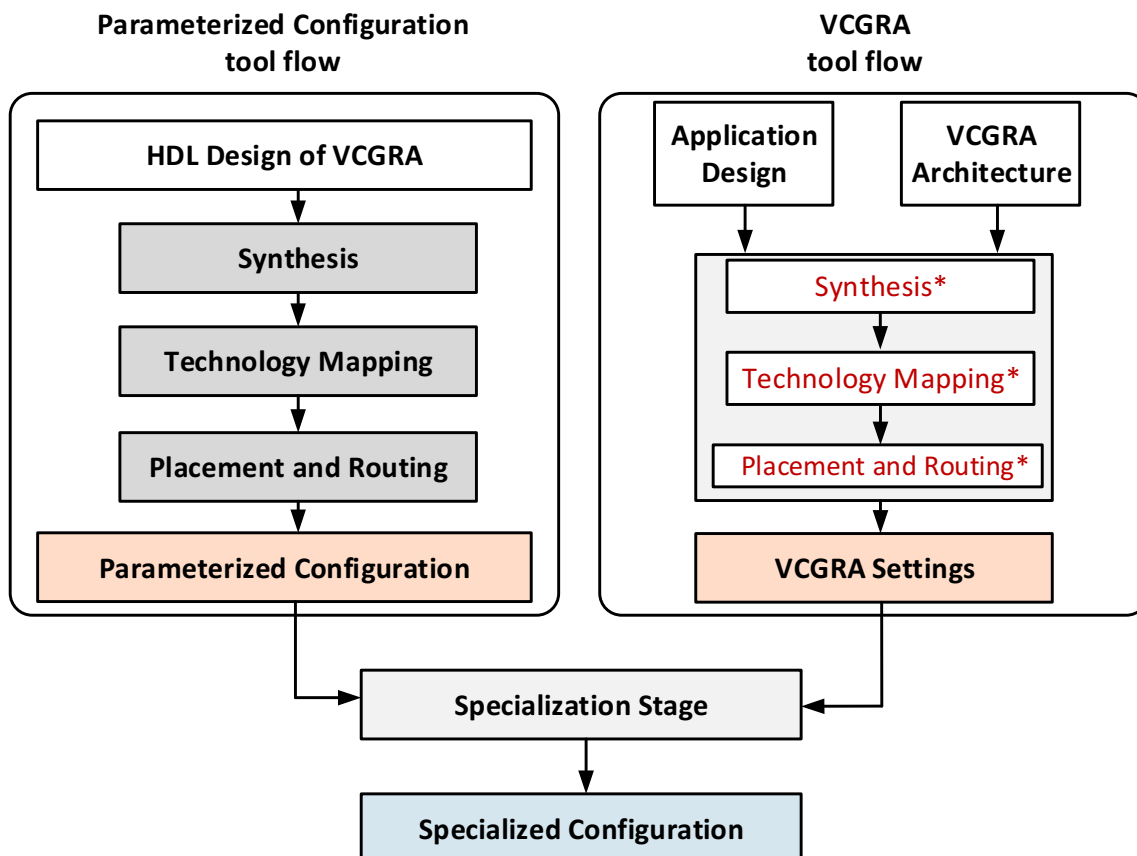 Parameterized Configuration
tool flow
HDL Design of VCGRA
Synthesis
Technology Mapping
Placement and Routing
Parameterized Configuration
VCGRA
tool flow
Application
Design
VCGRA
Architecture
Synthesis*
Technology Mapping*
Placement and Routing*
VCGRA Settings
Specialization Stage
Specialized Configuration